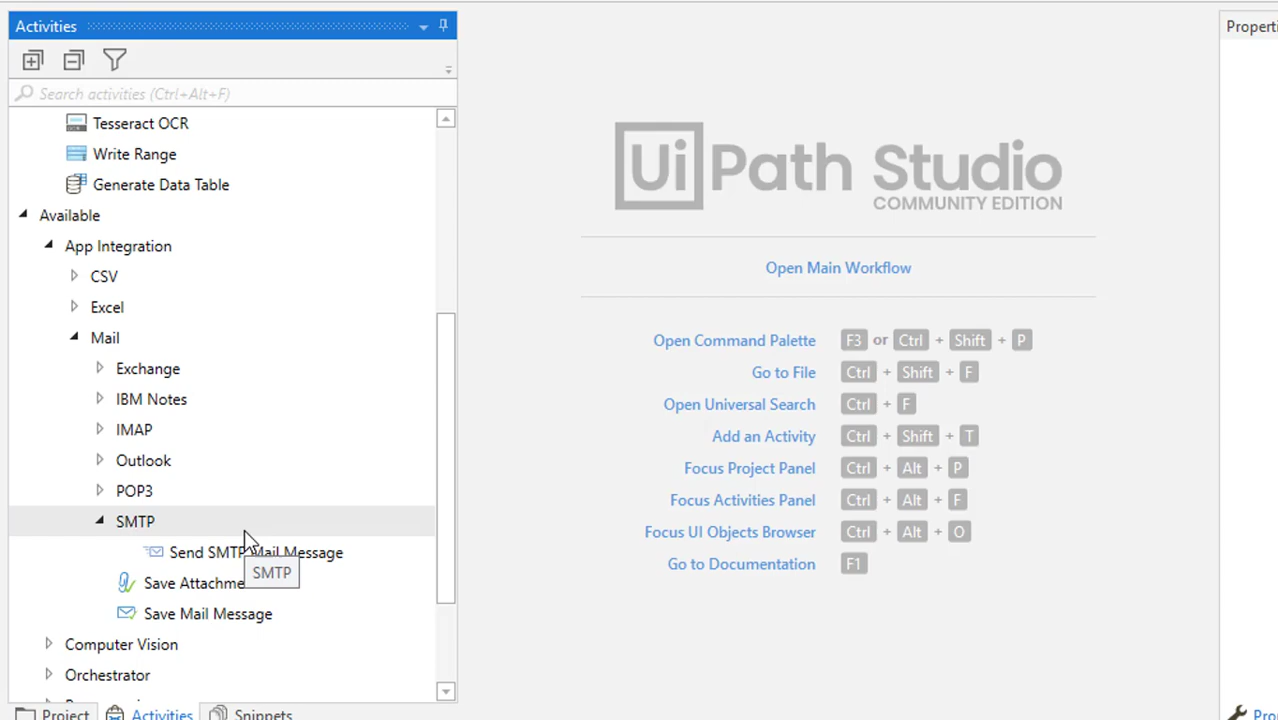 Activities
Search activities (Ctrl+Alt+F)
Tesseract OCR
Write Range
Generate Data Table
Available
App Integration
CSV
Excel
Mail
Exchange
IBM Notes
IMAP
Outlook
POP3
SMTP
Send SMTP Mail Message
SMTP
Save Attachme
Save Mail Message
Computer Vision
Orchestrator
Project
Activities
Snippets
UiPath Studio
COMMUNITY EDITION
Open Main Workflow
Open Command Palette F3 or Ctrl + Shift + P
Go to File Ctrl + Shift + F
Open Universal Search Ctrl + F
Add an Activity Ctrl + Shift + T
Focus Project Panel Ctrl + Alt + P
Focus Activities Panel Ctrl + Alt + F
Focus UI Objects Browser Ctrl + Alt + O
Go to Documentation F1
Properti
Pro